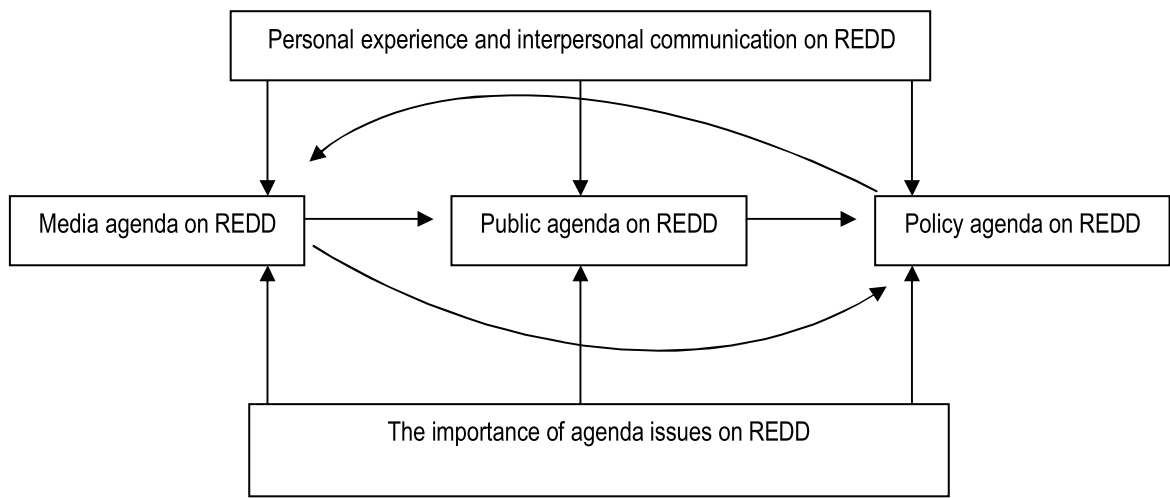 Personal experience and interpersonal communication on REDD
Media agenda on REDD
Public agenda on REDD
Policy agenda on REDD
The importance of agenda issues on REDD